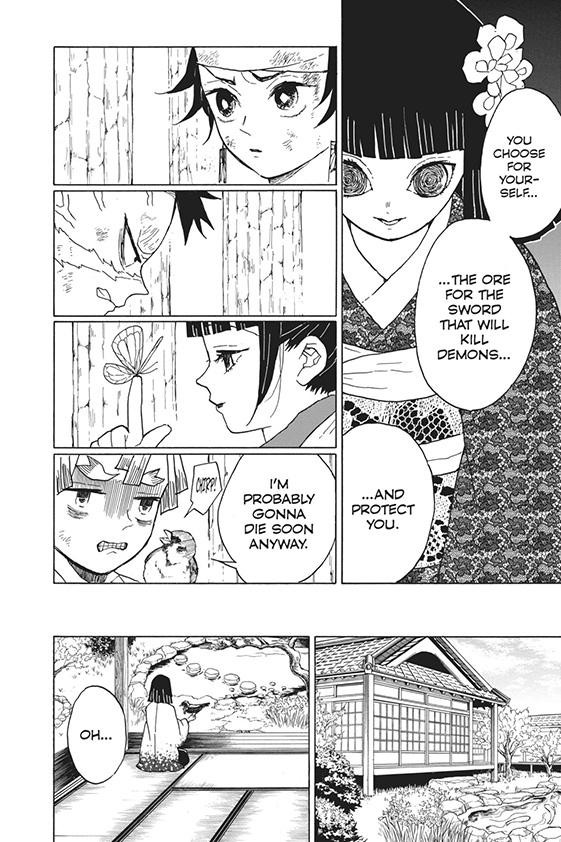 YOU
CHOOSE
FOR
YOUR-
SELF...
...THE ORE
FOR THE
SWORD
THAT WILL
KILL
DEMONS...
...AND
PROTECT
YOU.
CHIRP!
I'M
PROBABLY
GONNA
DIE SOON
ANYWAY.
OH...